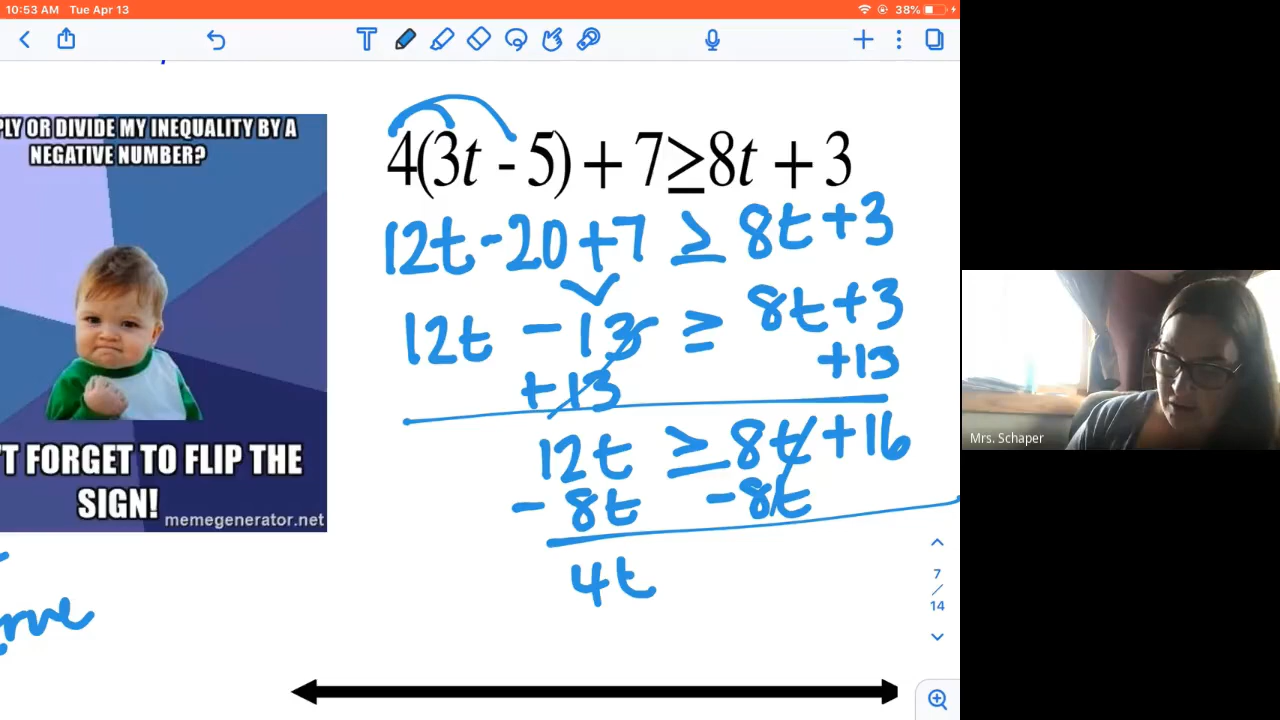 10:53 AM Tue Apr 13
38%
PLY OR DIVIDE MY INEQUALITY BY A
NEGATIVE NUMBER?
'T FORGET TO FLIP THE
SIGN!
memegenerator.net
4(3t - 5) + 7 ≥ 8t + 3
12t - 20 + 7 ≥ 8t + 3
12t - 13 ≥ 8t + 3
+13 +13
12t ≥ 8t + 16
- 8t - 8t
4t
rve
7
/
14
Mrs. Schaper